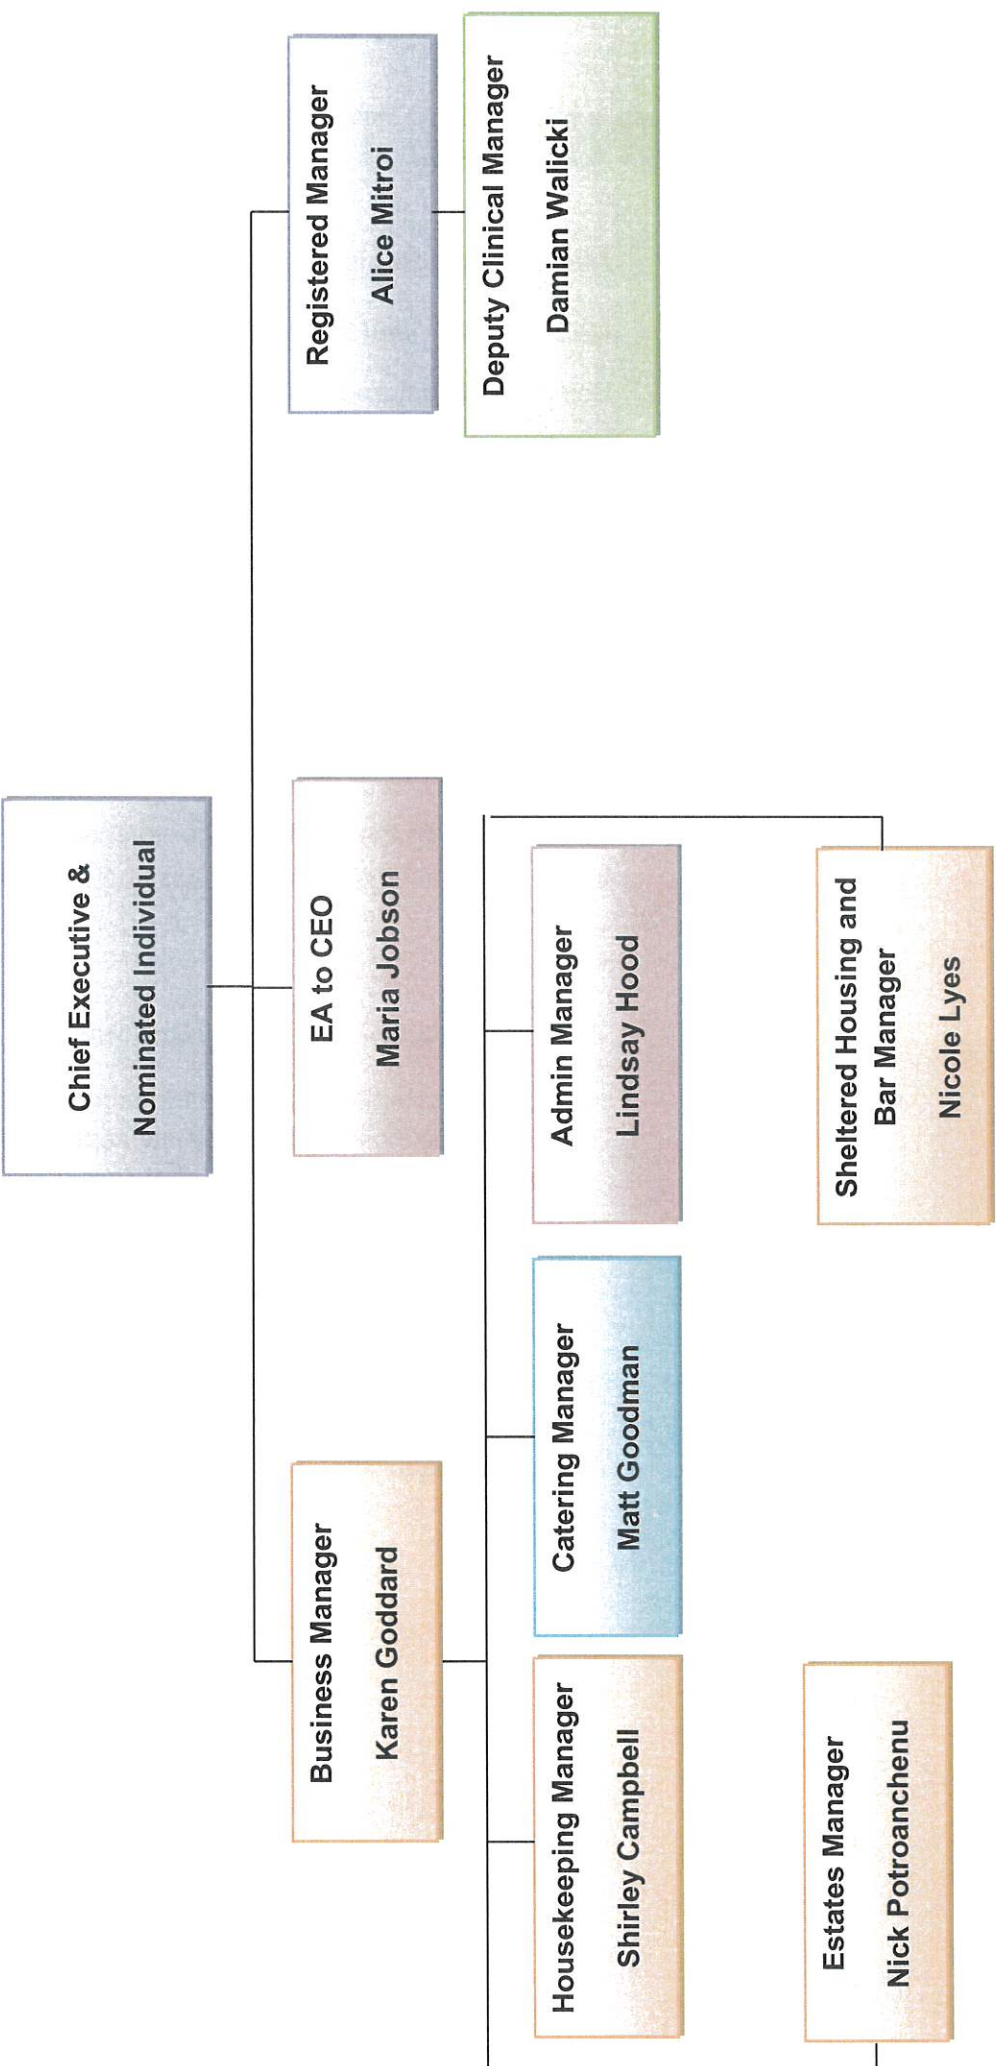 Chief Executive &
Nominated Individual
Business Manager
Karen Goddard
EA to CEO
Maria Jobson
Registered Manager
Alice Mitroi
Deputy Clinical Manager
Damian Walicki
Housekeeping Manager
Shirley Campbell
Catering Manager
Matt Goodman
Admin Manager
Lindsay Hood
Estates Manager
Nick Potroanchenu
Sheltered Housing and
Bar Manager
Nicole Lyes